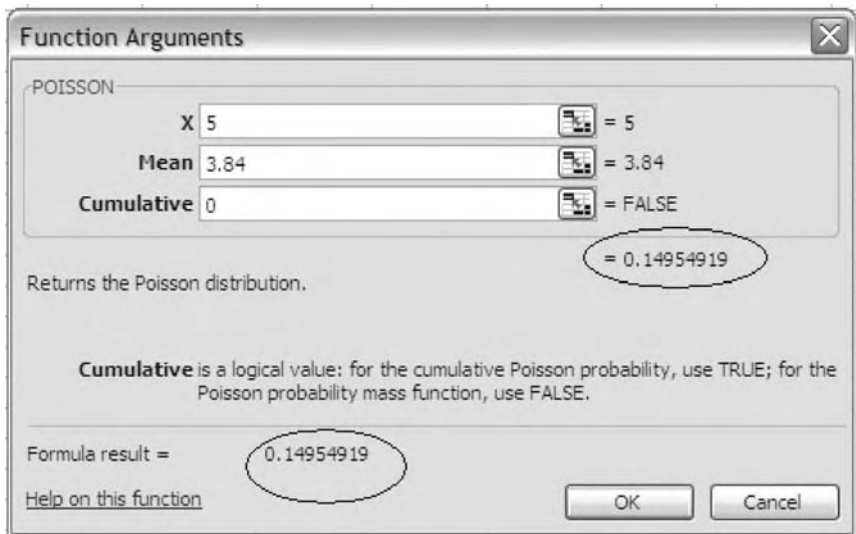 Function Arguments
POISSON
X 5 = 5
Mean 3.84 = 3.84
Cumulative 0 = FALSE
= 0.14954919
Returns the Poisson distribution.
Cumulative is a logical value: for the cumulative Poisson probability, use TRUE; for the
Poisson probability mass function, use FALSE.
Formula result = 0.14954919
Help on this function
OK Cancel